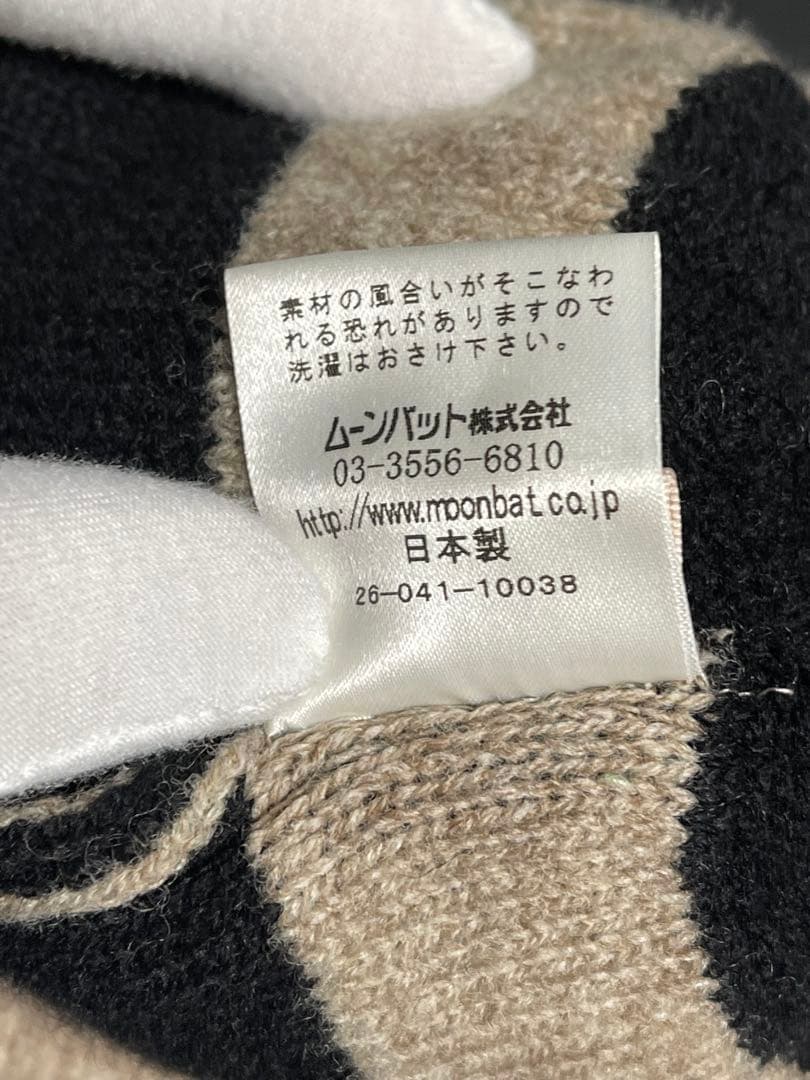 素材の風合いがそこなわ
れる恐れがありますので
洗濯はおさけ下さい。
ムーンバット株式会社
03-3556-6810
http://www.moonbat.co.jp
日本製
26-041-10038